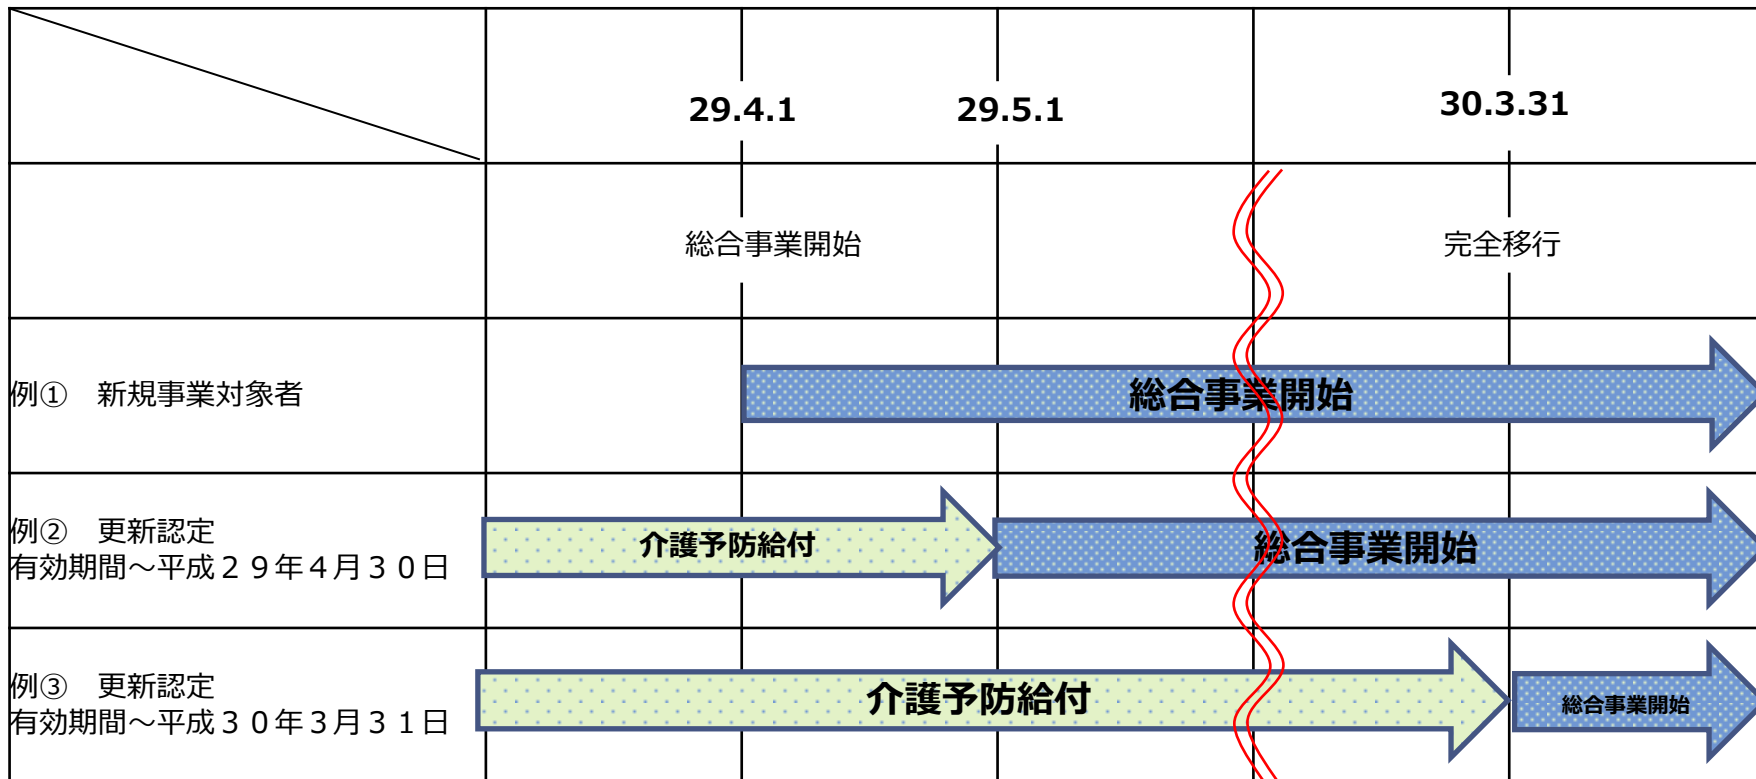 29.4.1
29.5.1
30.3.31
総合事業開始
完全移行
例①　新規事業対象者
総合事業開始
例②　更新認定
有効期間～平成２９年４月３０日
介護予防給付
総合事業開始
例③　更新認定
有効期間～平成３０年３月３１日
介護予防給付
総合事業開始